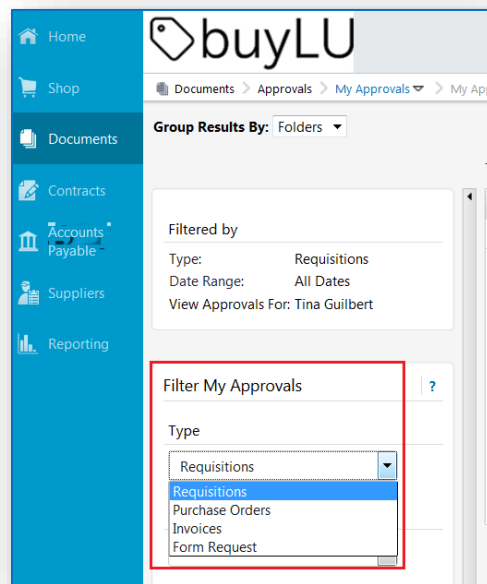 buyLU
Home
Shop
Documents
Contracts
Accounts
Payable
Suppliers
Reporting
Documents > Apprrovals > My Approvals > My Ap
Group Results By: Folders
Filtered by
Type: Requisitions
Date Range: All Dates
View Approvals For: Tina Guilbert
Filter My Approvals ?
Type
Requisitions
Requisitions
Purchase Orders
Invoices
Form Request